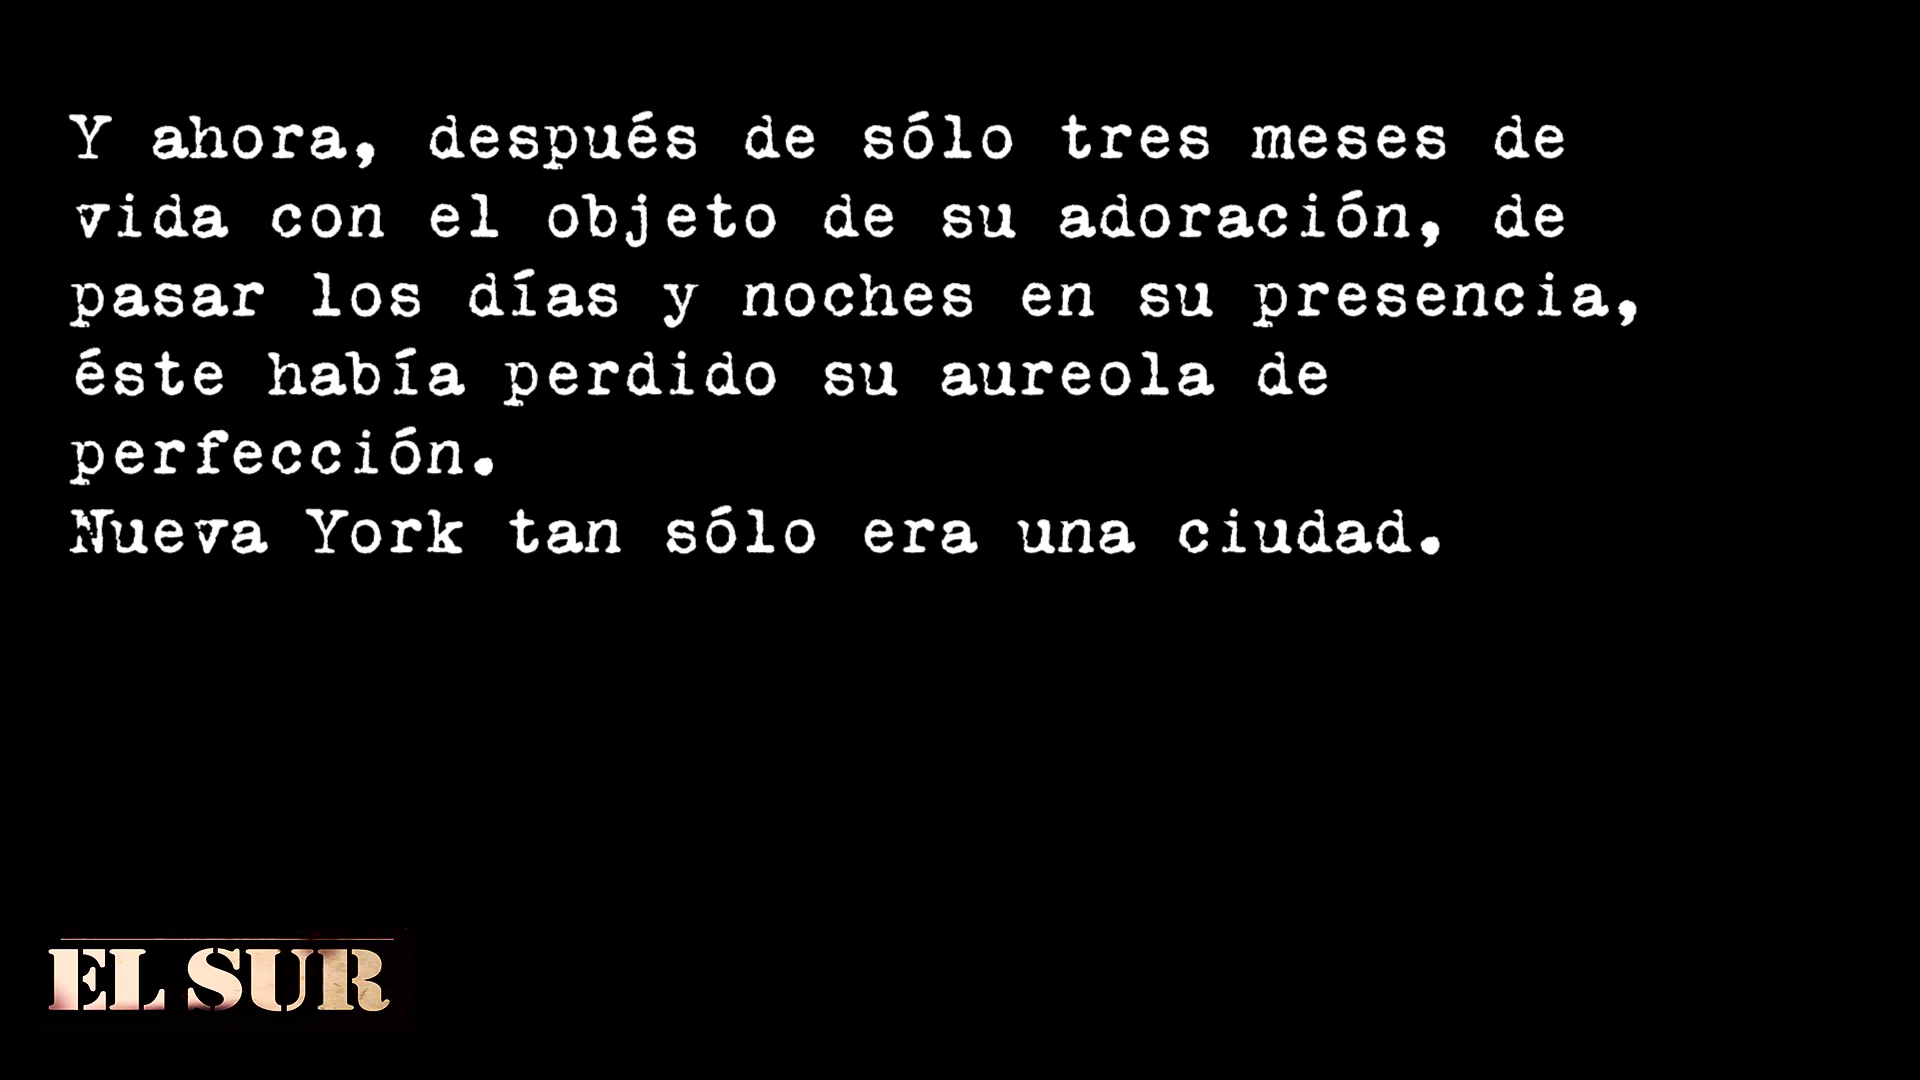 Y ahora, después de sólo tres meses de
vida con el objeto de su adoración, de
pasar los días y noches en su presencia,
éste había perdido su aureola de
perfección.
Nueva York tan sólo era una ciudad.
EL SUR